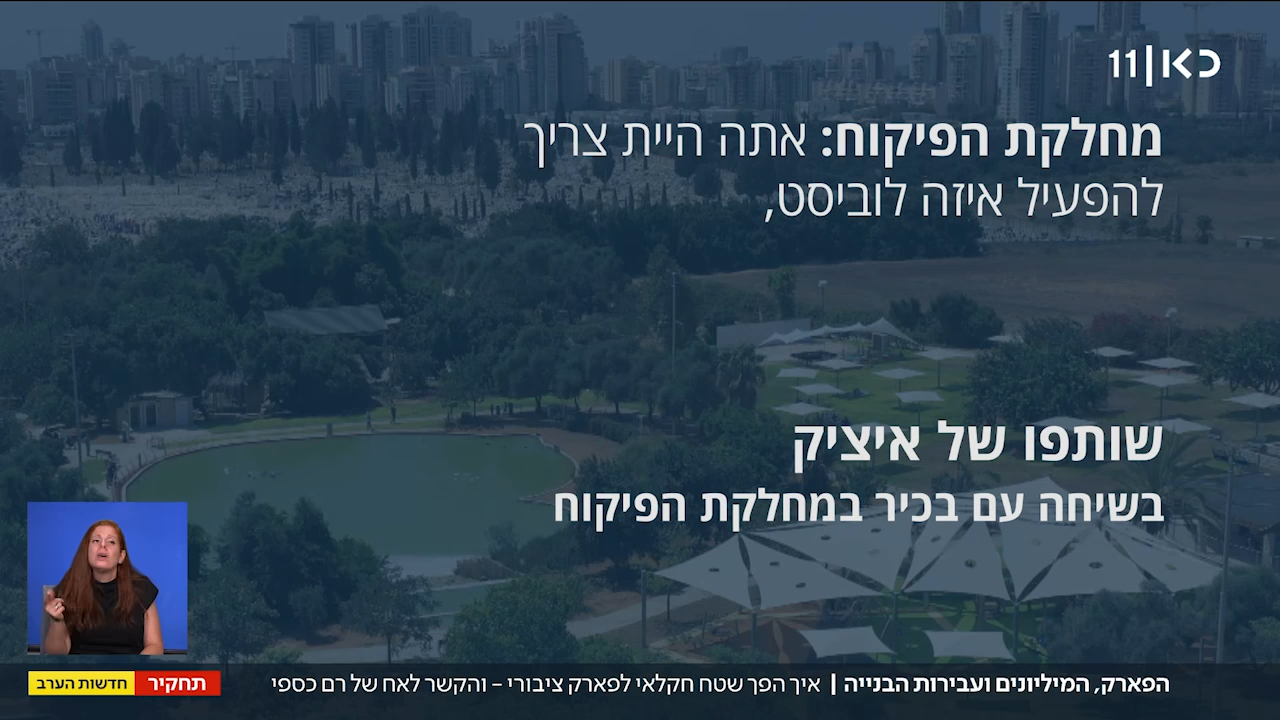 כאן|11
מחלקת הפיקוח: אתה היית צריך
להפעיל איזה לוביסט,
שותפו של איציק
בשיחה עם בכיר במחלקת הפיקוח
הפארק, המיליונים ועבירות הבנייה | איך הפך שטח חקלאי לפארק ציבורי – והקשר לאח של רם כספי
תחקיר חדשות הערב